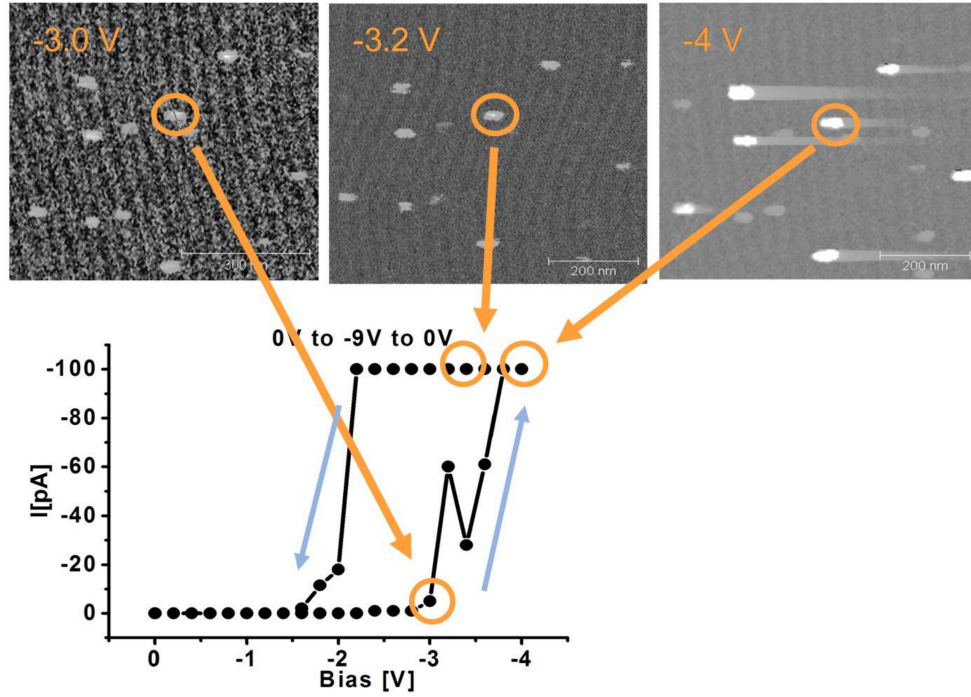 -3.0 V
-3.2 V
-4 V
300 nm
200 nm
200 nm
0V to -9V to 0V
-100
-80
-60
-40
-20
0
I[pA]
0 -1 -2 -3 -4
Bias [V]